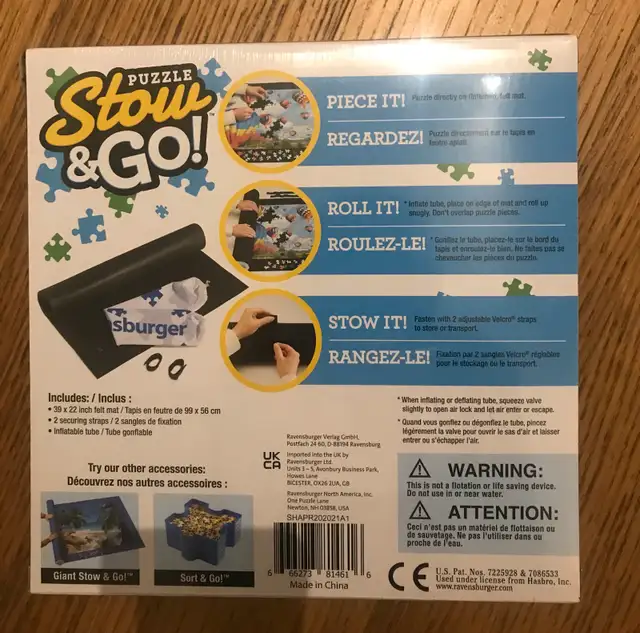 PUZZLE
Stow
& GO!™
PIECE IT! Puzzle directly on flattened, felt mat.
REGARDEZ! Puzzle directement sur le tapis en
feutre aplati.
ROLL IT! * Inflate tube, place on edge of mat and roll up
snugly. Don't overlap puzzle pieces.
ROULEZ-LE! * Gonflez le tube, placez-le sur le bord du
tapis et enroulez-le bien. Ne faites pas se
chevaucher les pièces du puzzle.
STOW IT! Fasten with 2 adjustable Velcro® straps
to store or transport.
RANGEZ-LE! Fixation par 2 sangles Velcro® réglables
pour le stockage ou le transport.
sburger
Includes: / Inclus :
• 39 x 22 inch felt mat / Tapis en feutre de 99 x 56 cm
• 2 securing straps / 2 sangles de fixation
• Inflatable tube / Tube gonflable
Try our other accessories:
Découvrez nos autres accessoires :
Giant Stow & Go!™
Sort & Go!™
UK
CA
Ravensburger Verlag GmbH,
Postfach 24 60, D-88194 Ravensburg
Imported into the UK by
Ravensburger Ltd.
Units 3 – 5, Avonbury Business Park,
Howes Lane
BICESTER, OX26 2UA, GB
Ravensburger North America, Inc.
One Puzzle Lane
Newton, NH 03858, USA
SHAPR202021A1
6 66273 81461 6
Made in China
* When inflating or deflating tube, squeeze valve
slightly to open air lock and let air enter or escape.
* Quand vous gonflez ou dégonflez le tube, pincez
légèrement la valve pour ouvrir le sas d'air et laisser
entrer ou s'échapper l'air.
WARNING:
This is not a flotation or life saving device.
Do not use in or near water.
ATTENTION:
Ceci n'est pas un matériel de flottaison ou
de sauvetage. Ne pas l'utiliser dans ou
proche de l'eau.
CE
U.S. Pat. Nos. 7225928 & 7086533
Used under license from Hasbro, Inc.
www.ravensburger.com